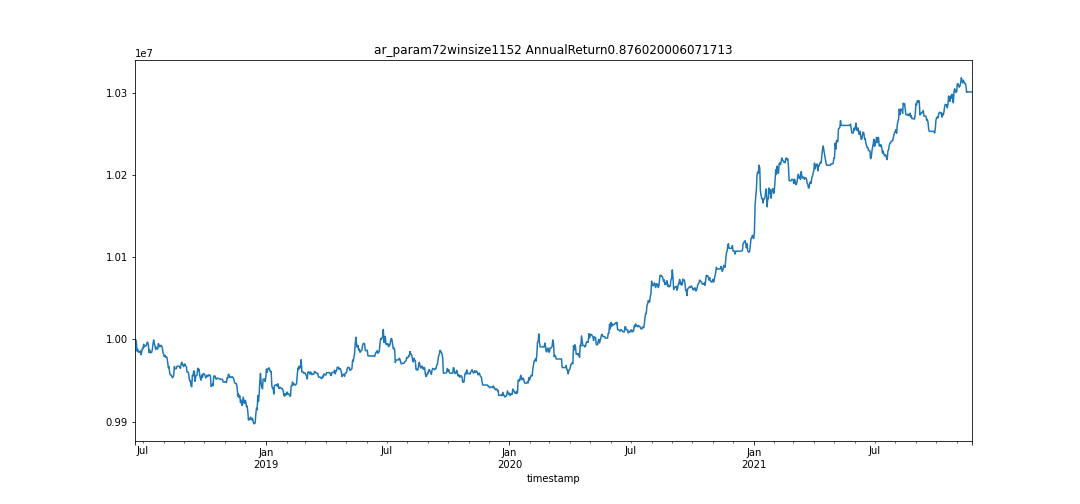 ar_param72winsize1152 AnnualReturn0.876020006071713
1e7
1.03
1.02
1.01
1.00
0.99
Jul Jan Jul Jan Jul Jan Jul
2019 2020 2021
timestamp